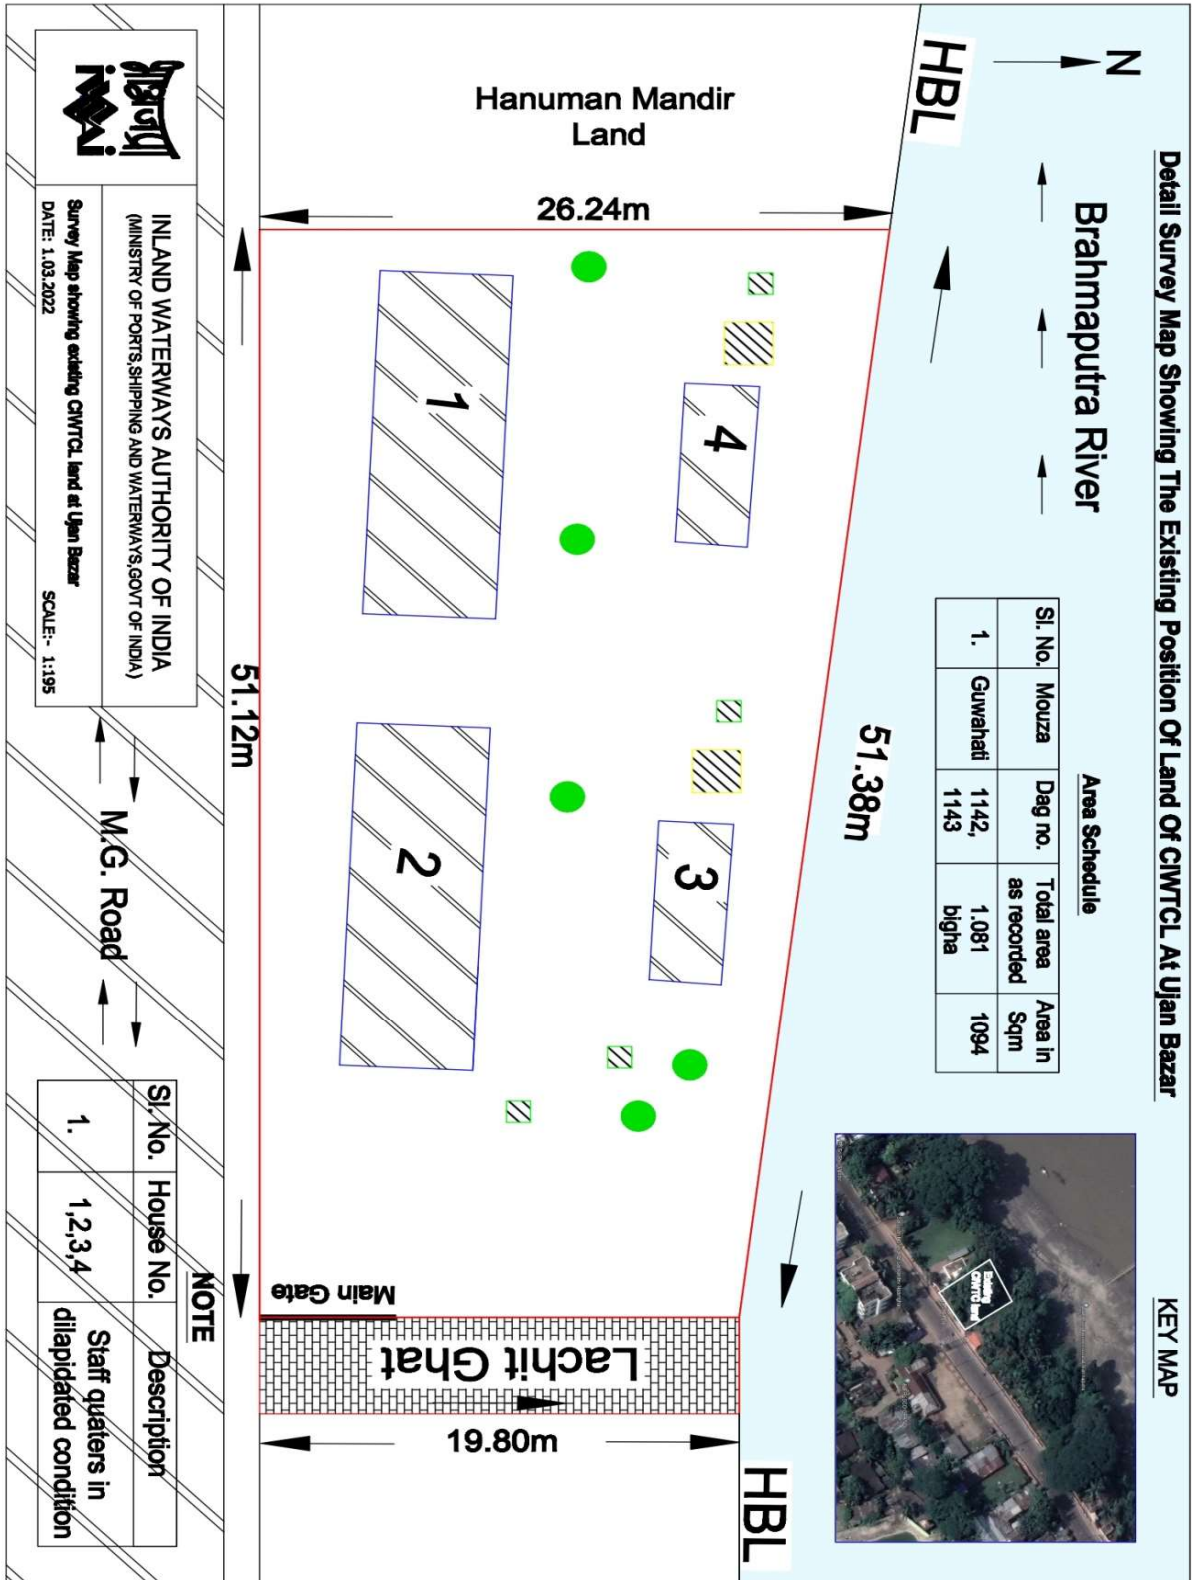 Detail Survey Map Showing The Existing Position Of Land Of CIWTCL At Ujan Bazar
N
Brahmaputra River
HBL
Area Schedule
Sl. No. Mouza Dag no. Total area as recorded Area in Sqm
1. Guwahati 1142, 1143 1.081 bigha 1094
KEY MAP
Existing
CIWTC land
51.38m
HBL
Hanuman Mandir
Land
26.24m
1
4
2
3
Main Gate
Lachit Ghat
19.80m
51.12m
M.G. Road
NOTE
Sl. No. House No. Description
1. 1,2,3,4 Staff quaters in dilapidated condition
INLAND WATERWAYS AUTHORITY OF INDIA
(MINISTRY OF PORTS,SHIPPING AND WATERWAYS,GOVT OF INDIA)
Survey Map showing existing CIWTCL land at Ujan Bazar
DATE: 1.03.2022 SCALE:- 1:195